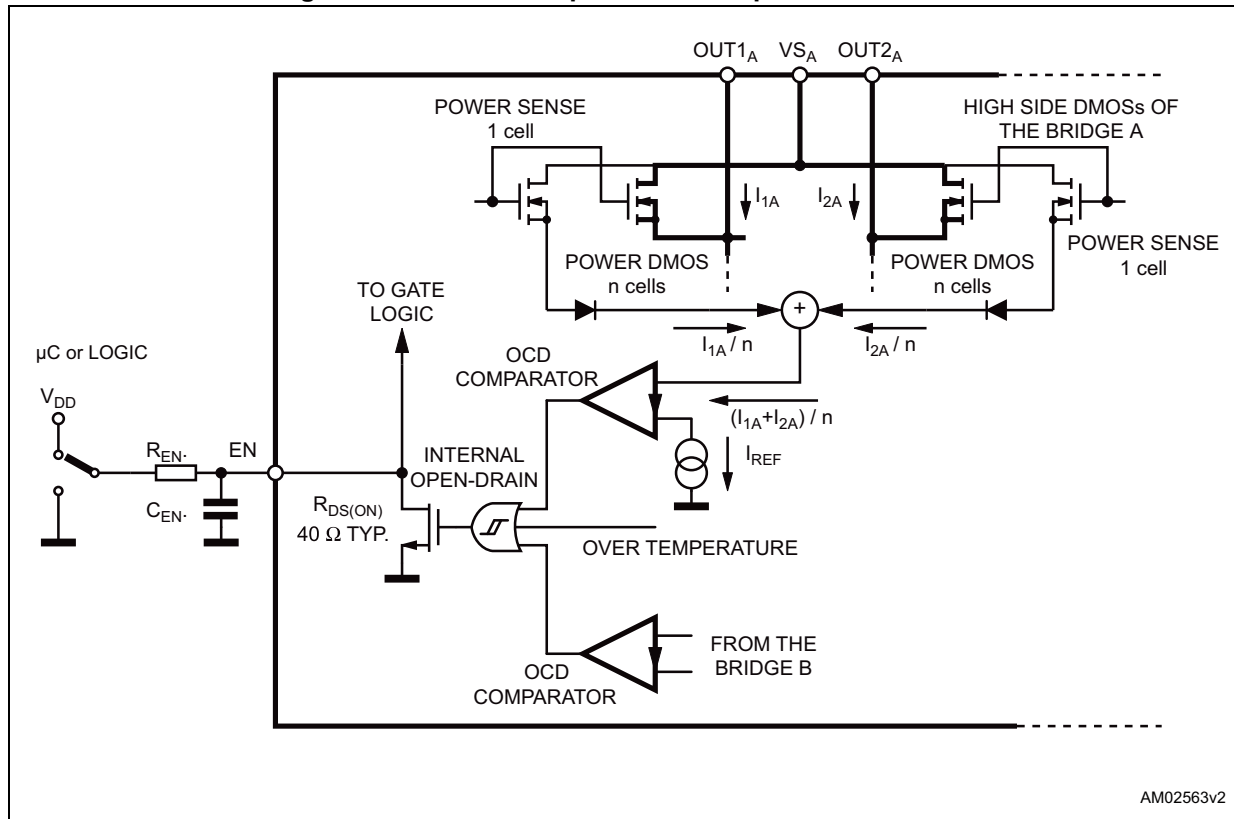 OUT1A VSA OUT2A
POWER SENSE
1 cell
HIGH SIDE DMOSs OF
THE BRIDGE A
I1A
I2A
POWER DMOS
n cells
POWER DMOS
n cells
POWER SENSE
1 cell
TO GATE
LOGIC
I1A / n
I2A / n
µC or LOGIC
OCD
COMPARATOR
VDD
(I1A+I2A) / n
REN.
EN
INTERNAL
OPEN-DRAIN
IREF
CEN.
RDS(ON)
40 Ω TYP.
OVER TEMPERATURE
FROM THE
BRIDGE B
OCD
COMPARATOR
AM02563v2